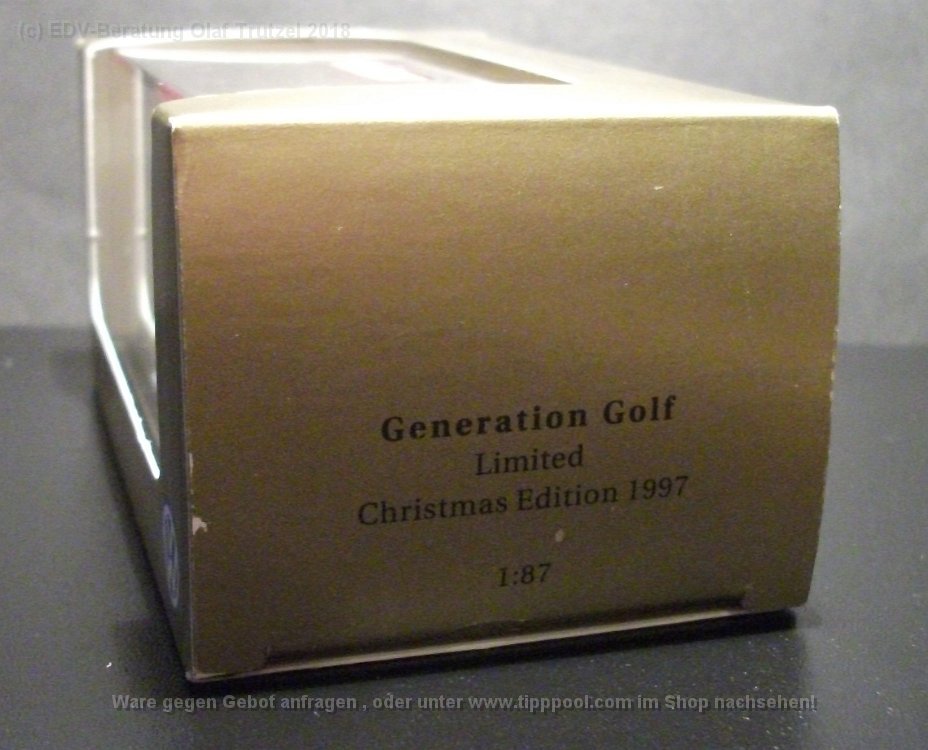 (c) EDV-Beratung Olaf Trutzel 2018
Generation Golf
Limited
Christmas Edition 1997
1:87
Ware gegen Gebot anfragen , oder unter www.tipppool.com im Shop nachsehen!